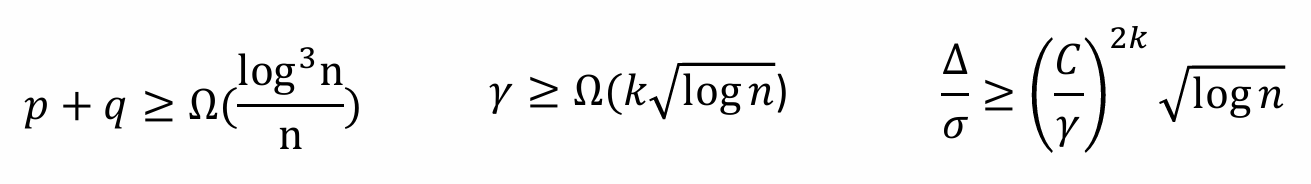 p + q ≥ Ω(log³n/n)
γ ≥ Ω(k√log n)
Δ/σ ≥ (C/γ)^{2k} √log n